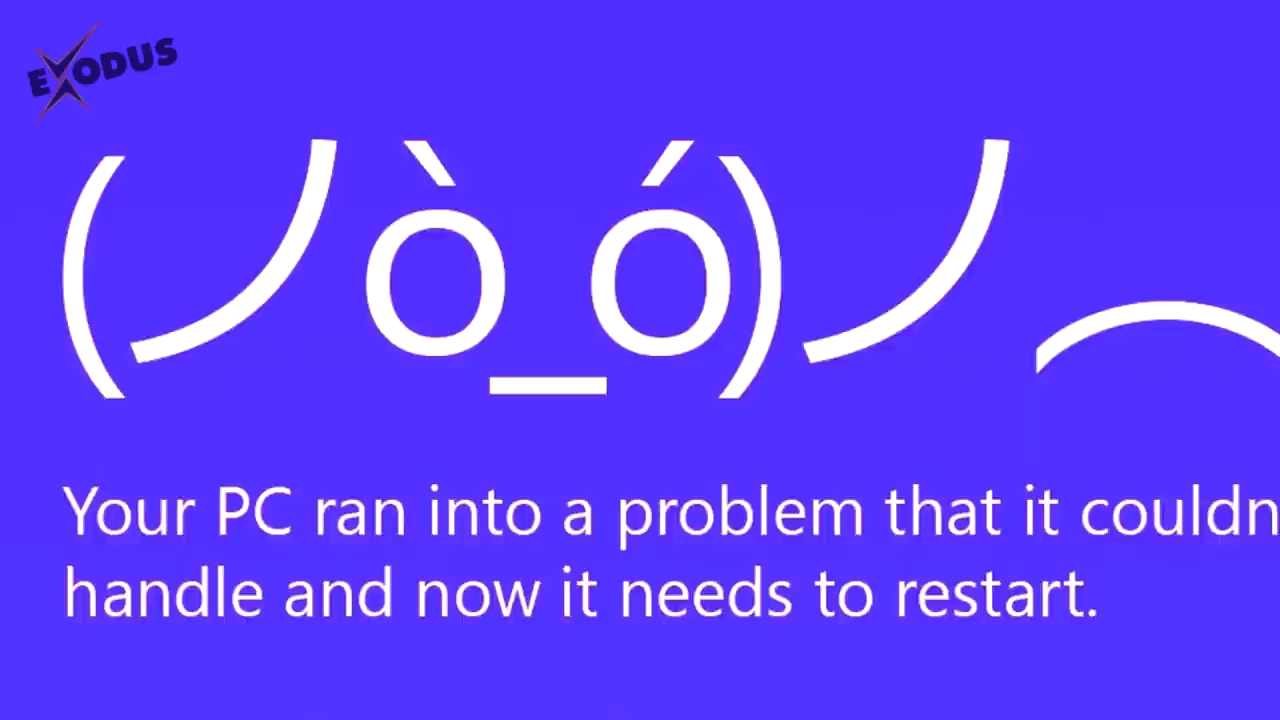 EXODUS
(ノò_ó)ノ⌒
Your PC ran into a problem that it couldn
handle and now it needs to restart.